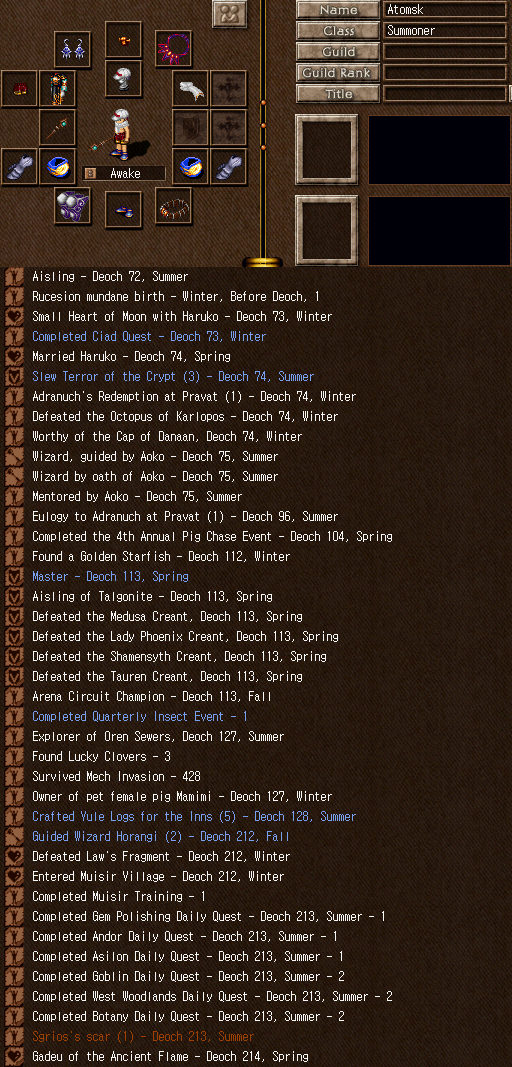 Name Atomsk
Class Summoner
Guild
Guild Rank
Title
Awake
Aisling - Deoch 72, Summer
Rucesion mundane birth - Winter, Before Deoch, 1
Small Heart of Moon with Haruko - Deoch 73, Winter
Completed Ciad Quest - Deoch 73, Winter
Married Haruko - Deoch 74, Spring
Slew Terror of the Crypt (3) - Deoch 74, Summer
Adranuch's Redemption at Pravat (1) - Deoch 74, Winter
Defeated the Octopus of Karlopos - Deoch 74, Winter
Worthy of the Cap of Danaan, Deoch 74, Winter
Wizard, guided by Aoko - Deoch 75, Summer
Wizard by oath of Aoko - Deoch 75, Summer
Mentored by Aoko - Deoch 75, Summer
Eulogy to Adranuch at Pravat (1) - Deoch 96, Summer
Completed the 4th Annual Pig Chase Event - Deoch 104, Spring
Found a Golden Starfish - Deoch 112, Winter
Master - Deoch 113, Spring
Aisling of Talgonite - Deoch 113, Spring
Defeated the Medusa Creant, Deoch 113, Spring
Defeated the Lady Phoenix Creant, Deoch 113, Spring
Defeated the Shamensyth Creant, Deoch 113, Spring
Defeated the Tauren Creant, Deoch 113, Spring
Arena Circuit Champion - Deoch 113, Fall
Completed Quarterly Insect Event - 1
Explorer of Oren Sewers, Deoch 127, Summer
Found Lucky Clovers - 3
Survived Mech Invasion - 428
Owner of pet female pig Mamimi - Deoch 127, Winter
Crafted Yule Logs for the Inns (5) - Deoch 128, Summer
Guided Wizard Horangi (2) - Deoch 212, Fall
Defeated Law's Fragment - Deoch 212, Winter
Entered Muisir Village - Deoch 212, Winter
Completed Muisir Training - 1
Completed Gem Polishing Daily Quest - Deoch 213, Summer - 1
Completed Andor Daily Quest - Deoch 213, Summer - 1
Completed Asilon Daily Quest - Deoch 213, Summer - 1
Completed Goblin Daily Quest - Deoch 213, Summer - 2
Completed West Woodlands Daily Quest - Deoch 213, Summer - 2
Completed Botany Daily Quest - Deoch 213, Summer - 2
Sgrios's scar (1) - Deoch 213, Summer
Gadeu of the Ancient Flame - Deoch 214, Spring